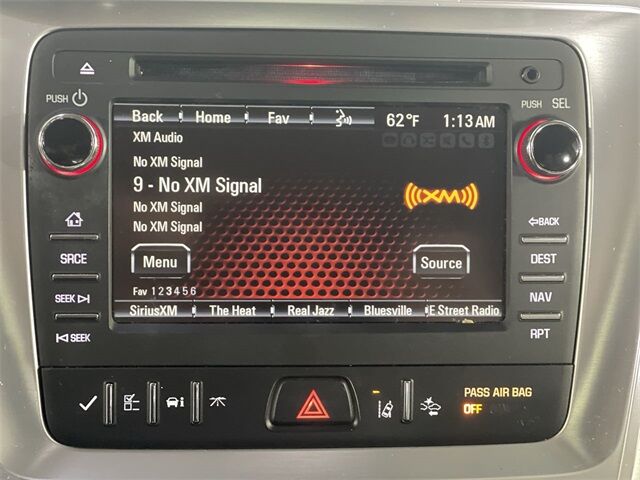 PUSH
PUSH SEL
Back Home Fav 62°F 1:13 AM
XM Audio
No XM Signal
9 - No XM Signal
((XM))
No XM Signal
No XM Signal
BACK
SRCE
Menu
Source
DEST
SEEK
Fav 1 2 3 4 5 6
NAV
SiriusXM The Heat Real Jazz Bluesville E Street Radio
SEEK
RPT
PASS AIR BAG
OFF